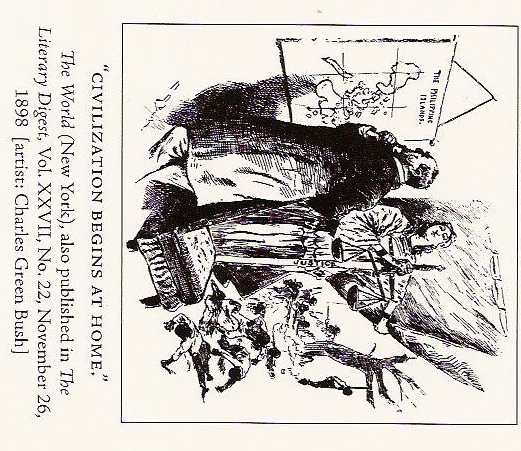 THE PHILIPPINE
ISLANDS.
JUSTICE
"CIVILIZATION BEGINS AT HOME."
The World (New York), also published in The
Literary Digest, Vol. XXVII, No. 22, November 26,
1898 [artist: Charles Green Bush]